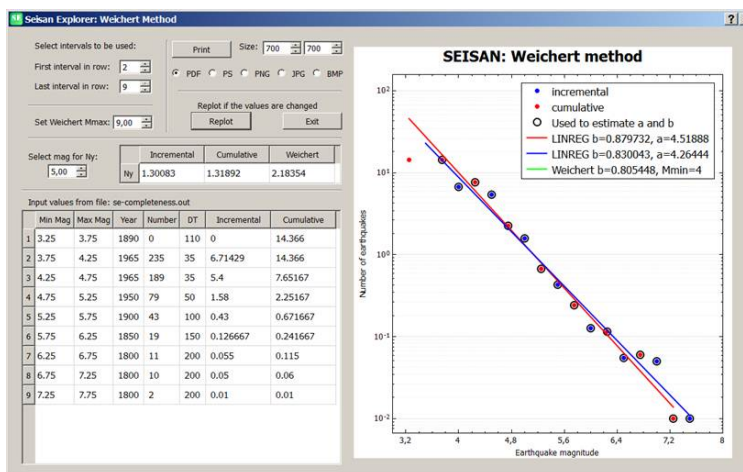 SE Seisan Explorer: Weichert Method ?
Select intervals to be used:
First interval in row: 2
Last interval in row: 9
Set Weichert Mmax: 9,00
Print Size: 700 700
PDF PS PNG JPG BMP
Replot if the values are changed
Replot Exit
Select mag for Ny:
5,00
Incremental Cumulative Weichert
Ny 1.30083 1.31892 2.18354
Input values from file: se-completeness.out
Min Mag Max Mag Year Number DT Incremental Cumulative
1 3.25 3.75 1890 0 110 0 14.366
2 3.75 4.25 1965 235 35 6.71429 14.366
3 4.25 4.75 1965 189 35 5.4 7.65167
4 4.75 5.25 1950 79 50 1.58 2.25167
5 5.25 5.75 1900 43 100 0.43 0.671667
6 5.75 6.25 1850 19 150 0.126667 0.241667
7 6.25 6.75 1800 11 200 0.055 0.115
8 6.75 7.25 1800 10 200 0.05 0.06
9 7.25 7.75 1800 2 200 0.01 0.01
SEISAN: Weichert method
incremental
cumulative
Used to estimate a and b
LINREG b=0.879732, a=4.51888
LINREG b=0.830043, a=4.26444
Weichert b=0.805448, Mmin=4
Number of earthquakes
10²
10¹
10⁰
10⁻¹
10⁻²
3,2 4 4,8 5,6 6,4 7,2 8
Earthquake magnitude